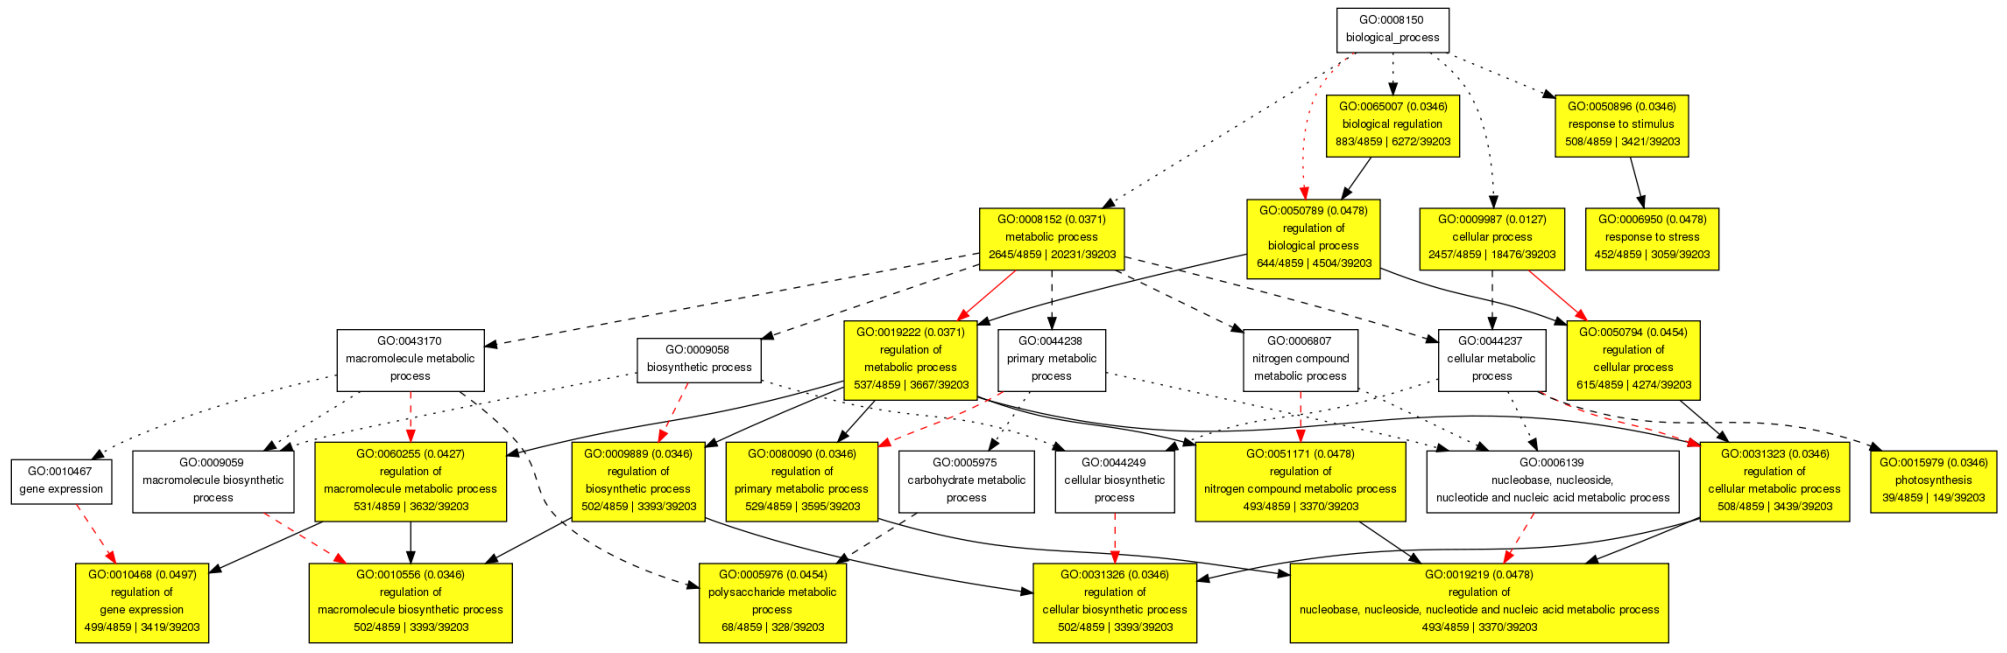 GO:0008150
biological_process
GO:0065007 (0.0346)
biological regulation
883/4859 | 6272/39203
GO:0050896 (0.0346)
response to stimulus
508/4859 | 3421/39203
GO:0008152 (0.0371)
metabolic process
2645/4859 | 20231/39203
GO:0050789 (0.0478)
regulation of
biological process
644/4859 | 4504/39203
GO:0009987 (0.0127)
cellular process
2457/4859 | 18476/39203
GO:0006950 (0.0478)
response to stress
452/4859 | 3059/39203
GO:0043170
macromolecule metabolic
process
GO:0009058
biosynthetic process
GO:0019222 (0.0371)
regulation of
metabolic process
537/4859 | 3667/39203
GO:0044238
primary metabolic
process
GO:0006807
nitrogen compound
metabolic process
GO:0044237
cellular metabolic
process
GO:0050794 (0.0454)
regulation of
cellular process
615/4859 | 4274/39203
GO:0010467
gene expression
GO:0009059
macromolecule biosynthetic
process
GO:0060255 (0.0427)
regulation of
macromolecule metabolic process
531/4859 | 3632/39203
GO:0009889 (0.0346)
regulation of
biosynthetic process
502/4859 | 3393/39203
GO:0080090 (0.0346)
regulation of
primary metabolic process
529/4859 | 3595/39203
GO:0005975
carbohydrate metabolic
process
GO:0044249
cellular biosynthetic
process
GO:0051171 (0.0478)
regulation of
nitrogen compound metabolic process
493/4859 | 3370/39203
GO:0006139
nucleobase, nucleoside,
nucleotide and nucleic acid metabolic process
GO:0031323 (0.0346)
regulation of
cellular metabolic process
508/4859 | 3439/39203
GO:0015979 (0.0346)
photosynthesis
39/4859 | 149/39203
GO:0010468 (0.0497)
regulation of
gene expression
499/4859 | 3419/39203
GO:0010556 (0.0346)
regulation of
macromolecule biosynthetic process
502/4859 | 3393/39203
GO:0005976 (0.0454)
polysaccharide metabolic
process
68/4859 | 328/39203
GO:0031326 (0.0346)
regulation of
cellular biosynthetic process
502/4859 | 3393/39203
GO:0019219 (0.0478)
regulation of
nucleobase, nucleoside, nucleotide and nucleic acid metabolic process
493/4859 | 3370/39203